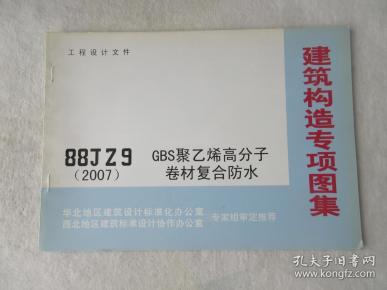 工程设计文件
88JZ9
(2007)
GBS聚乙烯高分子
卷材复合防水
华北地区建筑设计标准化办公室
西北地区建筑标准设计协作办公室
专家组审定推荐
建筑构造专项图集
孔夫子旧书网